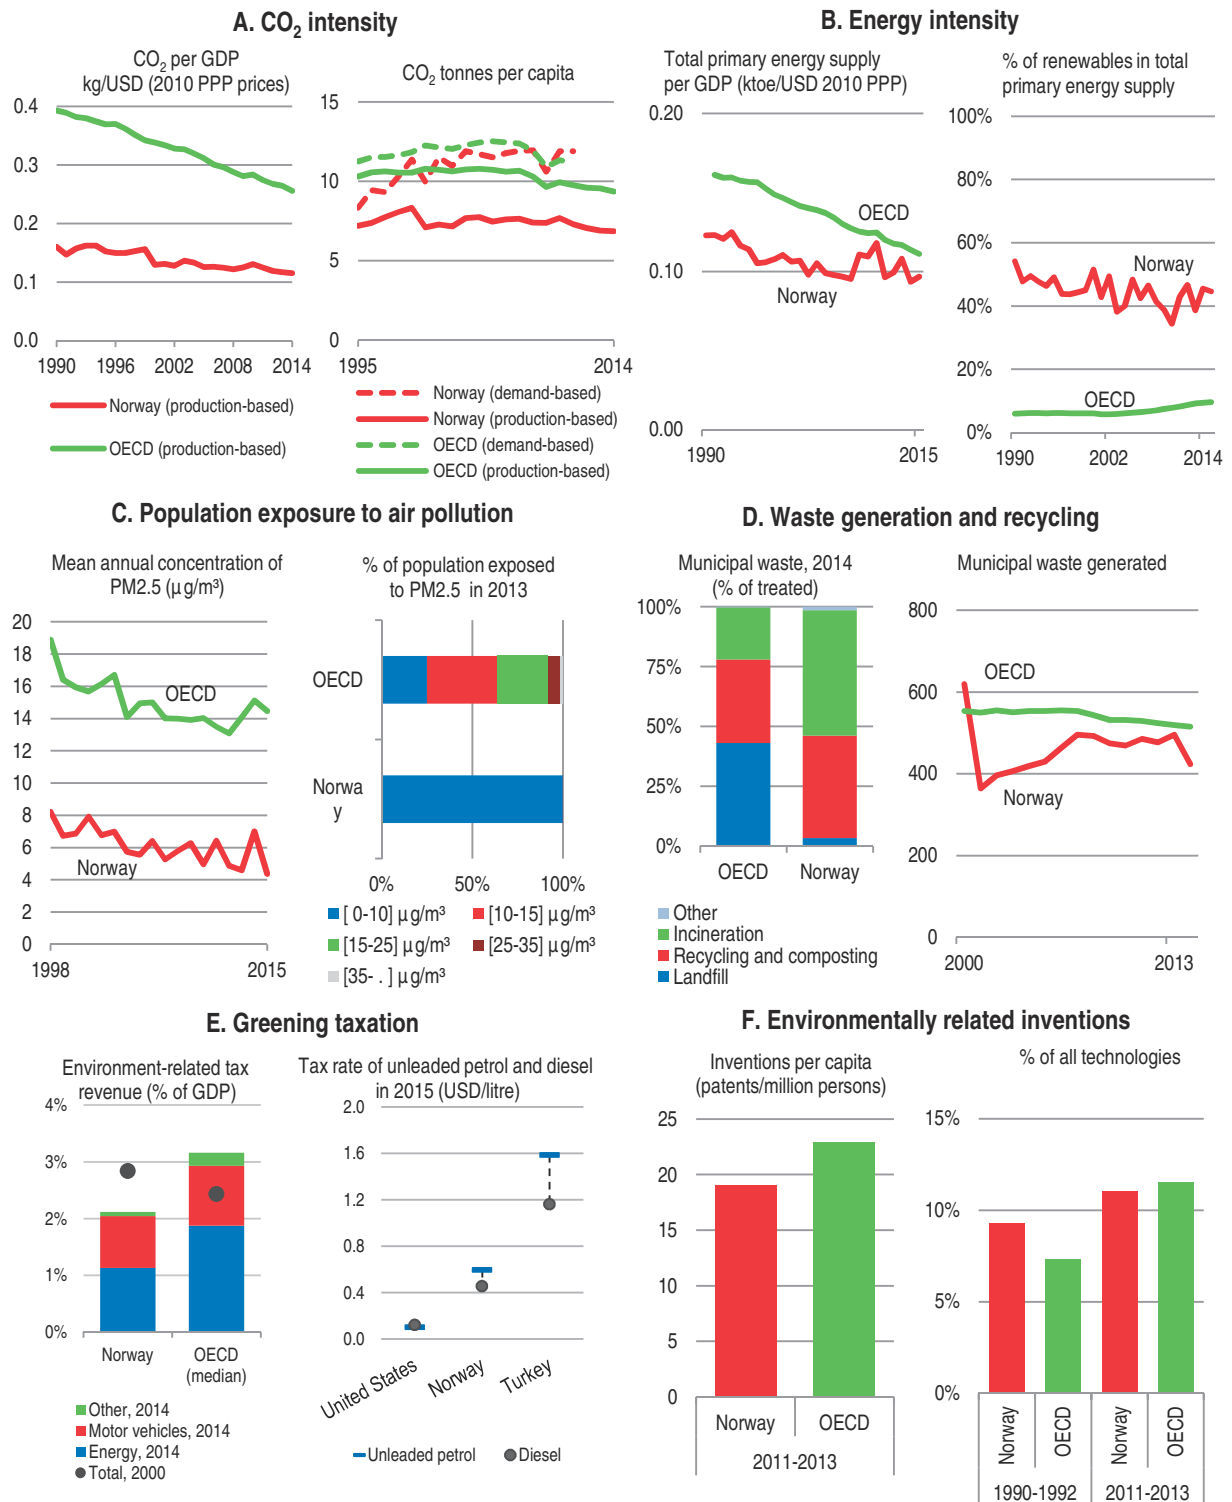 A. CO2 intensity
CO2 per GDP
kg/USD (2010 PPP prices)
0.4
0.3
0.2
0.1
0.0
1990
1996
2002
2008
2014
Norway (production-based)
OECD (production-based)
CO2 tonnes per capita
15
10
5
0
1995
2014
Norway (demand-based)
Norway (production-based)
OECD (demand-based)
OECD (production-based)
B. Energy intensity
Total primary energy supply
per GDP (ktoe/USD 2010 PPP)
0.20
0.10
0.00
OECD
Norway
1990
2015
% of renewables in total
primary energy supply
100%
80%
60%
40%
20%
0%
Norway
OECD
1990
2002
2014
C. Population exposure to air pollution
Mean annual concentration of
PM2.5 (µg/m³)
20
18
16
14
12
10
8
6
4
2
0
OECD
Norway
1998
2015
% of population exposed
to PM2.5 in 2013
OECD
Norwa
y
0%
50%
100%
[ 0-10] µg/m³
[10-15] µg/m³
[15-25] µg/m³
[25-35] µg/m³
[35- . ] µg/m³
D. Waste generation and recycling
Municipal waste, 2014
(% of treated)
100%
75%
50%
25%
0%
OECD
Norway
Other
Incineration
Recycling and composting
Landfill
Municipal waste generated
800
600
400
200
0
OECD
Norway
2000
2013
E. Greening taxation
Environment-related tax
revenue (% of GDP)
4%
3%
2%
1%
0%
Norway
OECD
(median)
Other, 2014
Motor vehicles, 2014
Energy, 2014
Total, 2000
Tax rate of unleaded petrol and diesel
in 2015 (USD/litre)
2.0
1.6
1.2
0.8
0.4
0.0
United States
Norway
Turkey
Unleaded petrol
Diesel
F. Environmentally related inventions
Inventions per capita
(patents/million persons)
25
20
15
10
5
0
Norway
OECD
2011-2013
% of all technologies
15%
10%
5%
0%
Norway
OECD
Norway
OECD
1990-1992
2011-2013